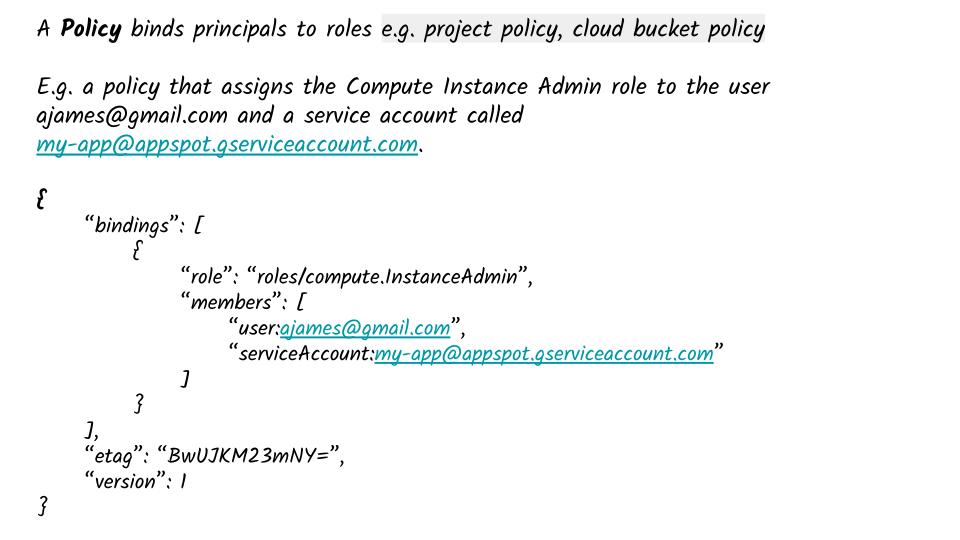 A Policy binds principals to roles e.g. project policy, cloud bucket policy
E.g. a policy that assigns the Compute Instance Admin role to the user
ajames@gmail.com and a service account called
my-app@appspot.gserviceaccount.com.
{
“bindings”: [
{
“role”: “roles/compute.InstanceAdmin”,
“members”: [
“user:ajames@gmail.com”,
“serviceAccount:my-app@appspot.gserviceaccount.com”
]
}
],
“etag”: “BwUJKM23mNY=”,
“version”: 1
}